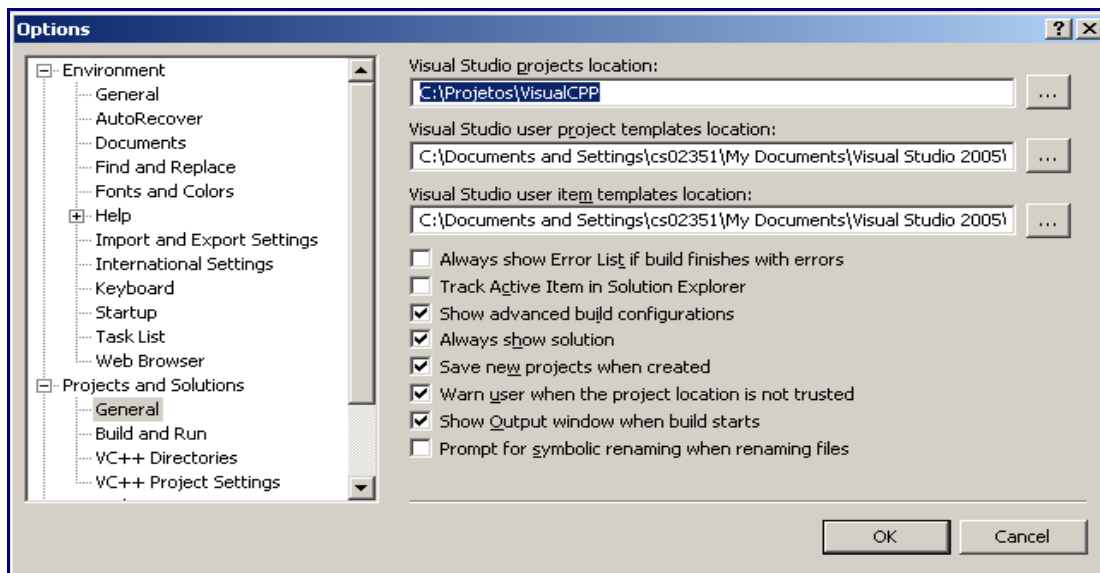 Options
Environment
General
AutoRecover
Documents
Find and Replace
Fonts and Colors
Help
Import and Export Settings
International Settings
Keyboard
Startup
Task List
Web Browser
Projects and Solutions
General
Build and Run
VC++ Directories
VC++ Project Settings
Visual Studio projects location:
C:\Projetos\VisualCPP
...
Visual Studio user project templates location:
C:\Documents and Settings\cs02351\My Documents\Visual Studio 2005\
...
Visual Studio user item templates location:
C:\Documents and Settings\cs02351\My Documents\Visual Studio 2005\
...
Always show Error List if build finishes with errors
Track Active Item in Solution Explorer
Show advanced build configurations
Always show solution
Save new projects when created
Warn user when the project location is not trusted
Show Output window when build starts
Prompt for symbolic renaming when renaming files
OK
Cancel